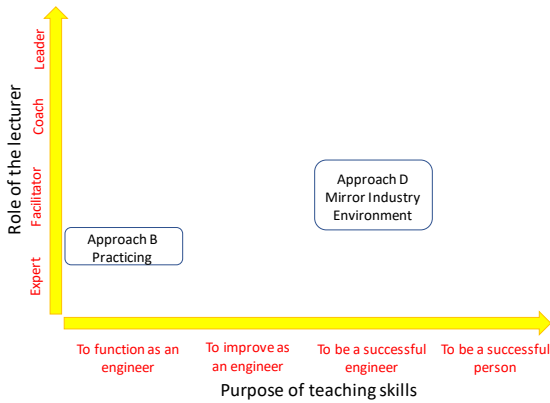 Role of the lecturer
Leader
Coach
Facilitator
Expert
Approach D
Mirror Industry
Environment
Approach B
Practicing
To function as an
engineer
To improve as
an engineer
To be a successful
engineer
To be a successful
person
Purpose of teaching skills